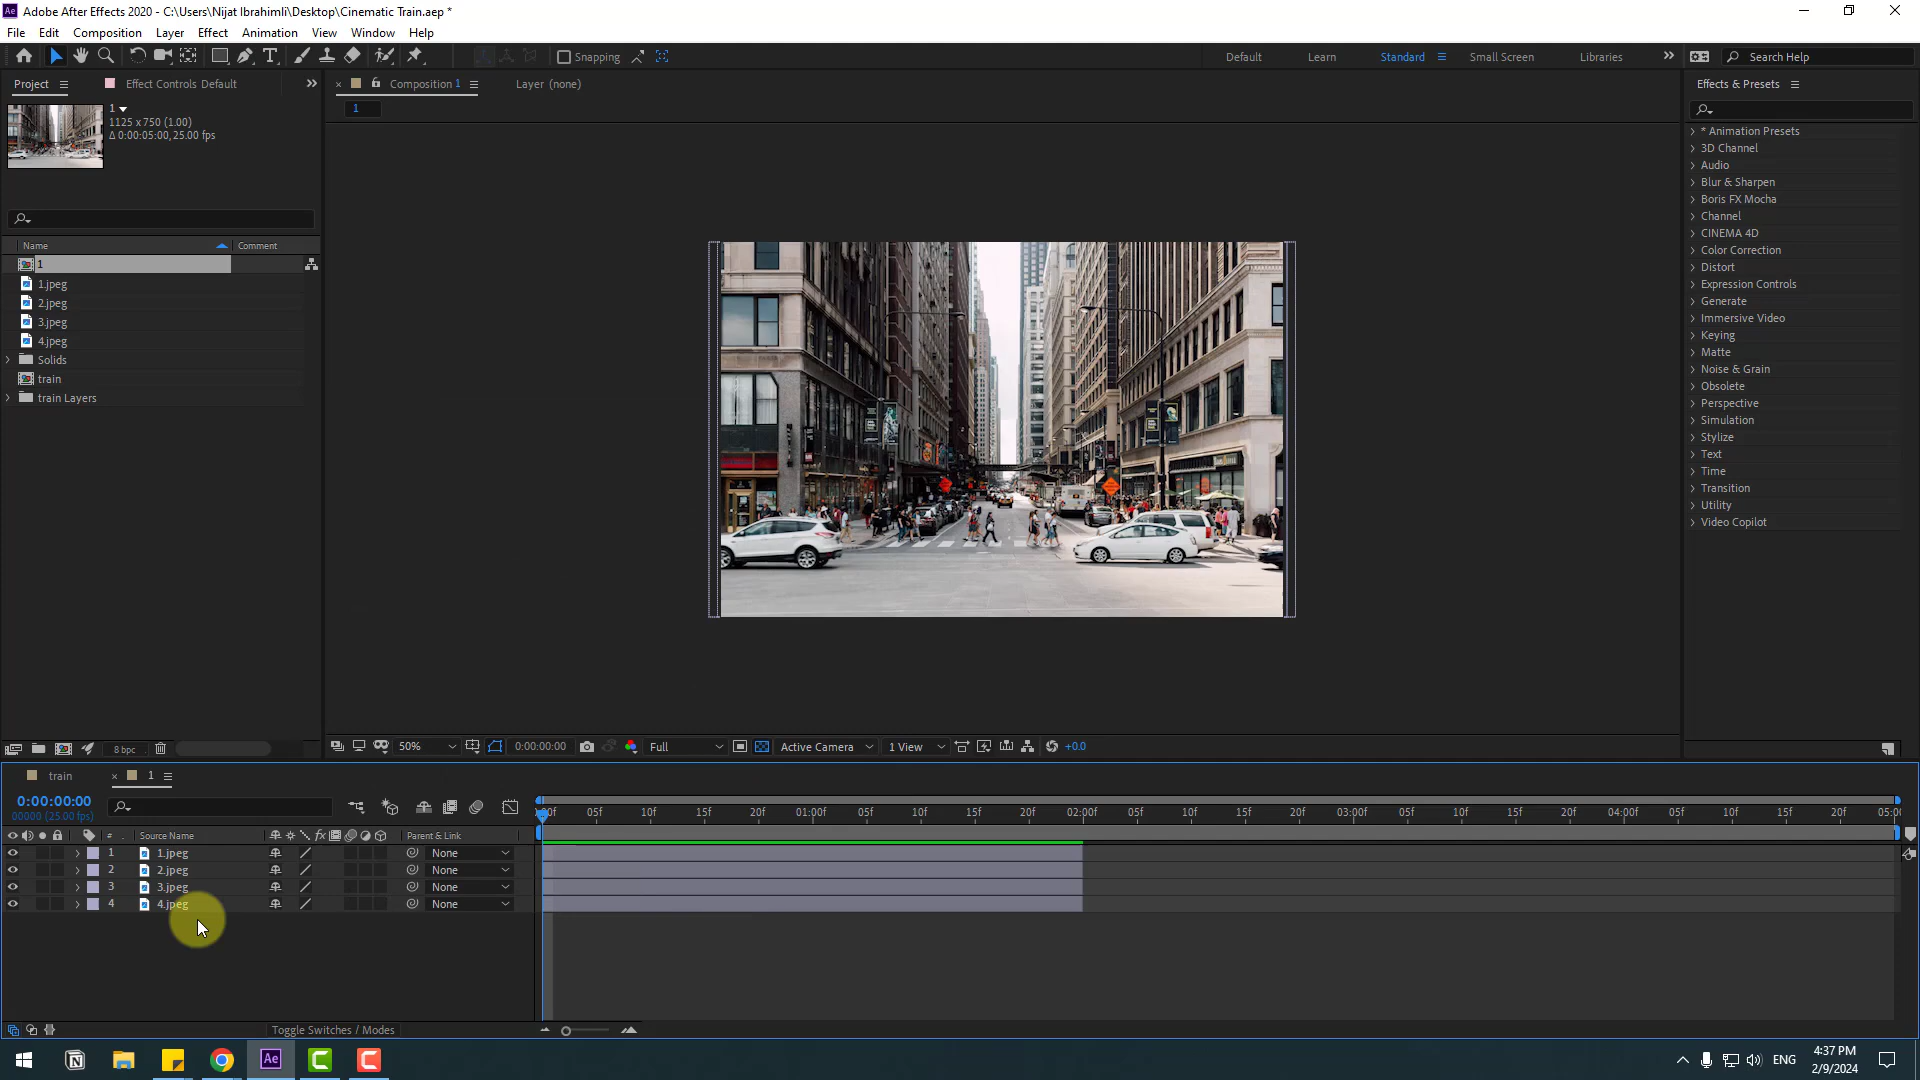 Adobe After Effects 2020 - C:\Users\Nijat Ibrahimli\Desktop\Cinematic Train.aep *
File Edit Composition Layer Effect Animation View Window Help
Snapping
Default Learn Standard Small Screen Libraries
Search Help
Project
Effect Controls Default
Composition 1
Layer (none)
1
1
1125 x 750 (1.00)
Δ 0:00:05:00, 25.00 fps
Name Comment
1
1.jpeg
2.jpeg
3.jpeg
4.jpeg
Solids
train
train Layers
8 bpc
50%
0:00:00:00
Full
Active Camera
1 View
+0.0
Effects & Presets
* Animation Presets
3D Channel
Audio
Blur & Sharpen
Boris FX Mocha
Channel
CINEMA 4D
Color Correction
Distort
Expression Controls
Generate
Immersive Video
Keying
Matte
Noise & Grain
Obsolete
Perspective
Simulation
Stylize
Text
Time
Transition
Utility
Video Copilot
train
1
0:00:00:00
00000 (25.00 fps)
# Source Name Parent & Link
1 1.jpeg None
2 2.jpeg None
3 3.jpeg None
4 4.jpeg None
05f 10f 15f 20f 01:00f 05f 10f 15f 20f 02:00f 05f 10f 15f 20f 03:00f 05f 10f 15f 20f 04:00f 05f 10f 15f 20f
Toggle Switches / Modes
ENG
4:37 PM
2/9/2024